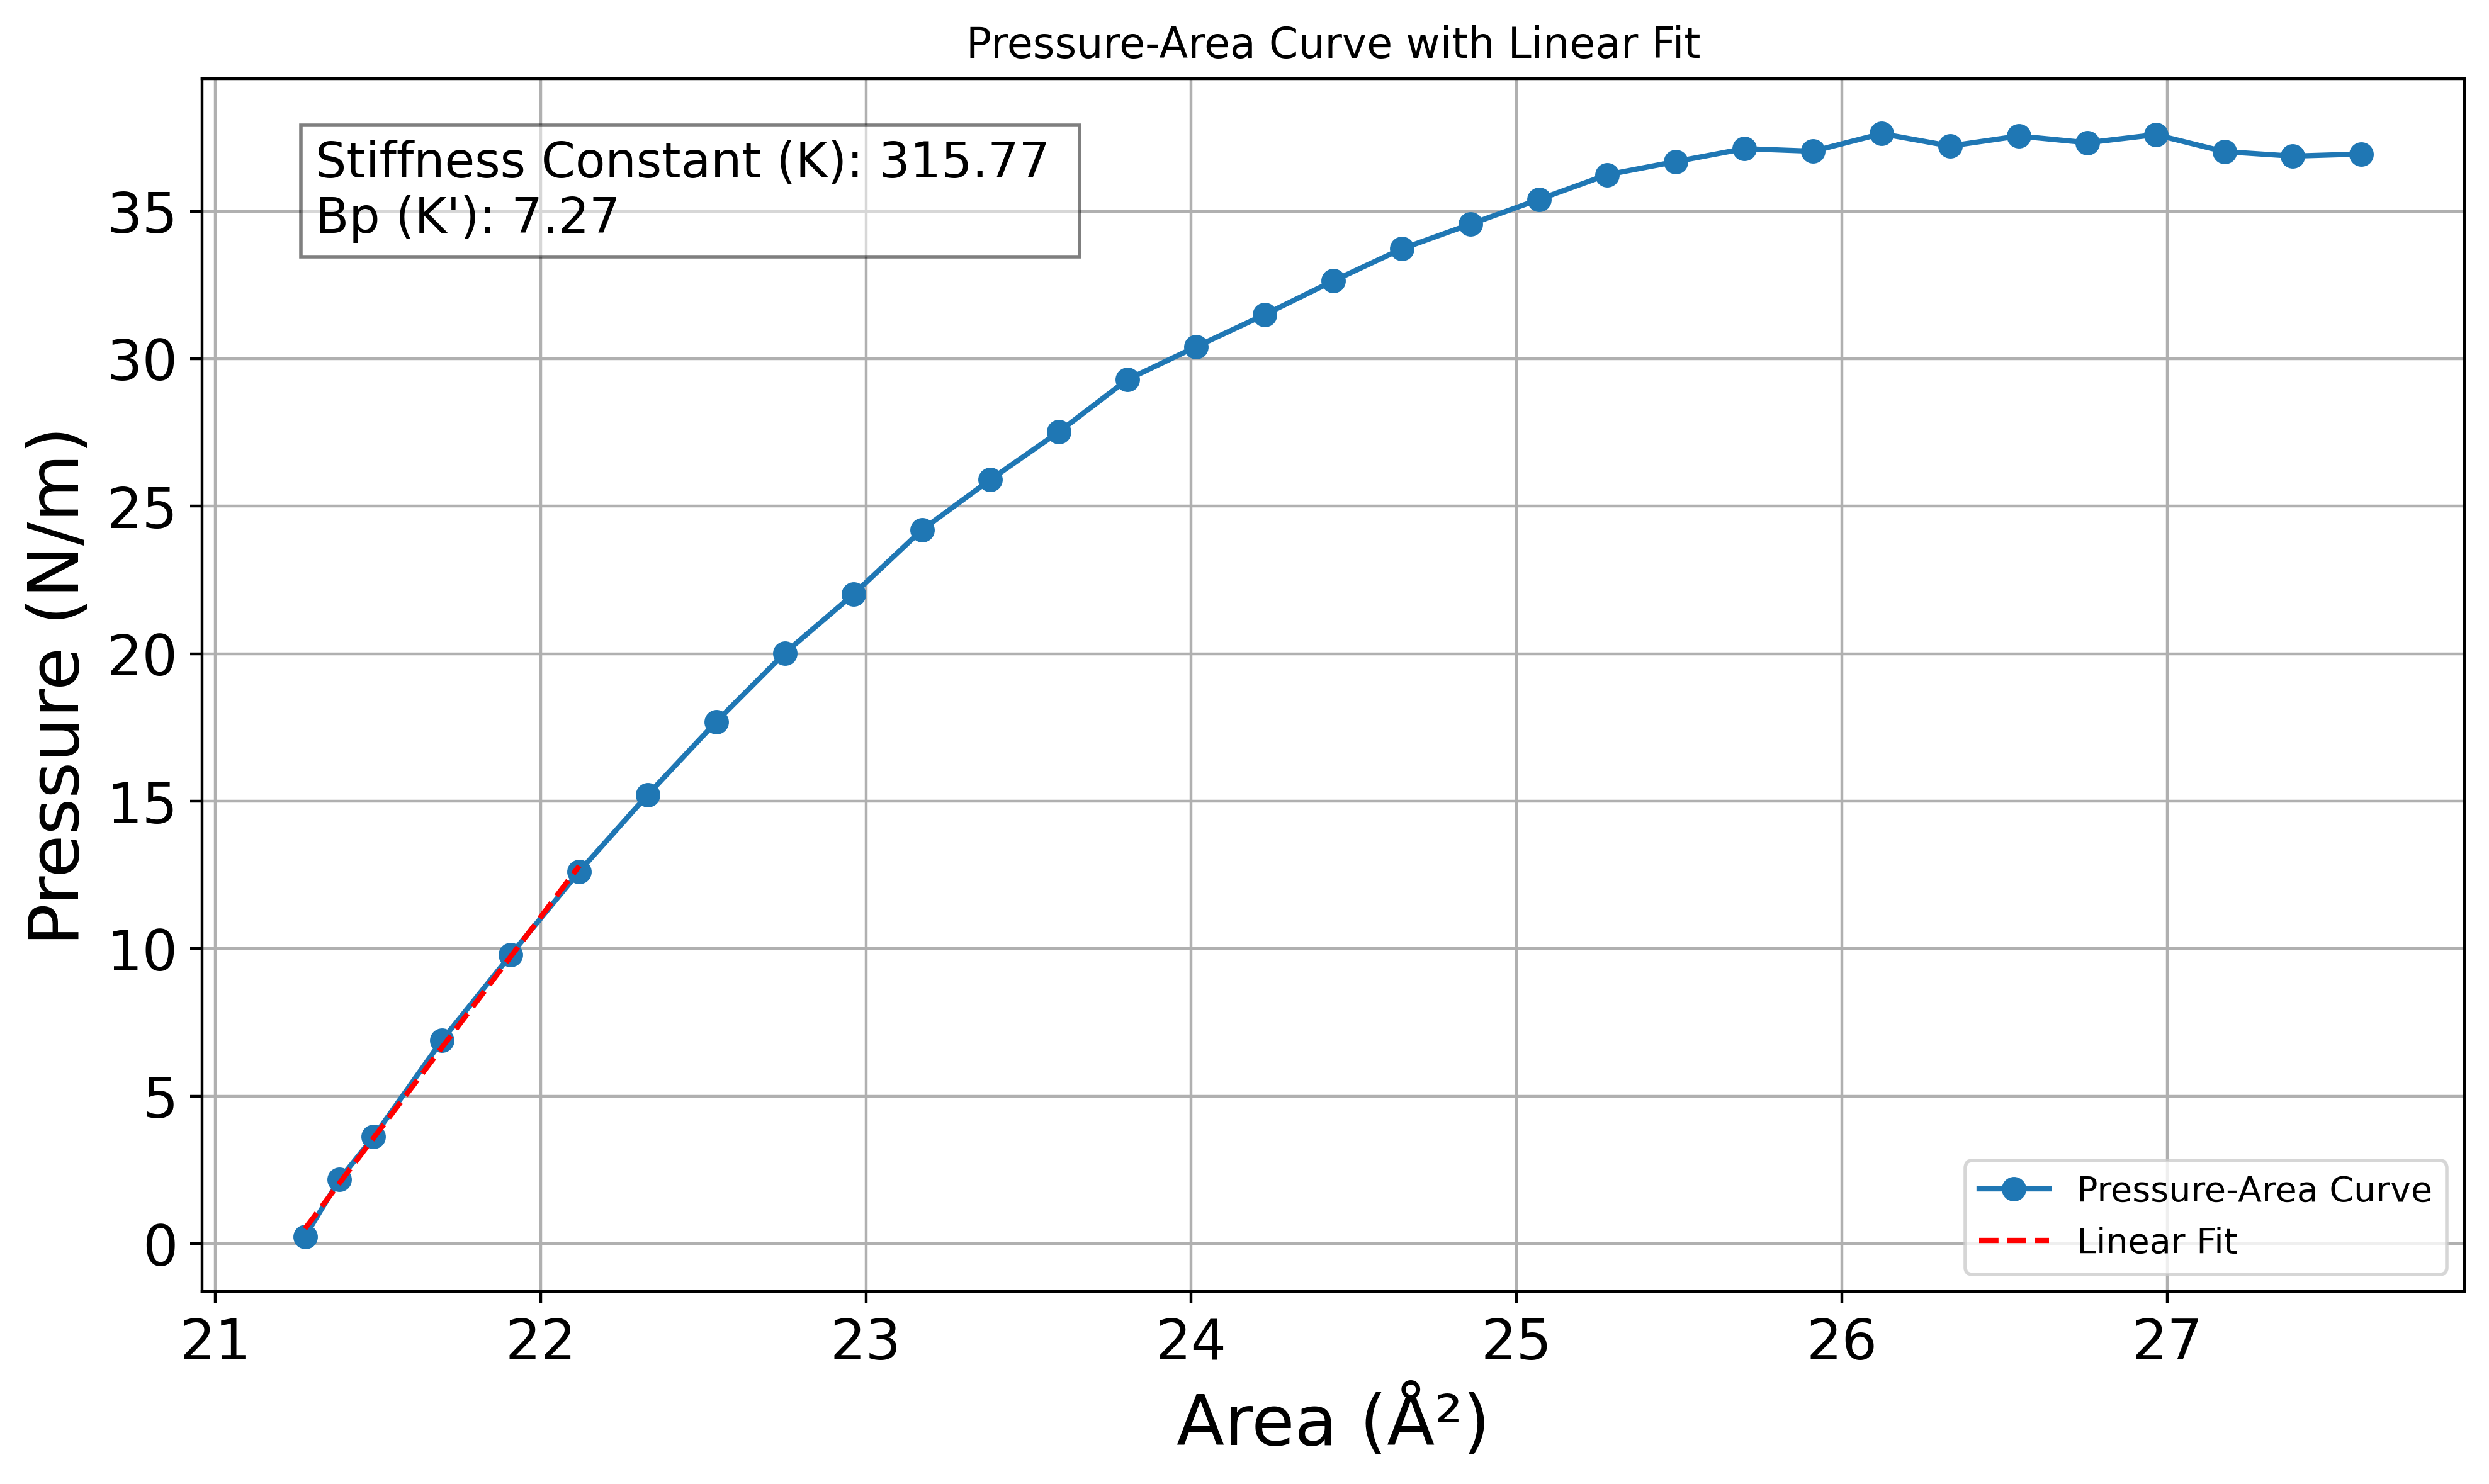 Pressure-Area Curve with Linear Fit
Stiffness Constant (K): 315.77
Bp (K'): 7.27
Pressure (N/m)
35
30
25
20
15
10
5
0
Pressure-Area Curve
Linear Fit
21 22 23 24 25 26 27
Area (Å²)